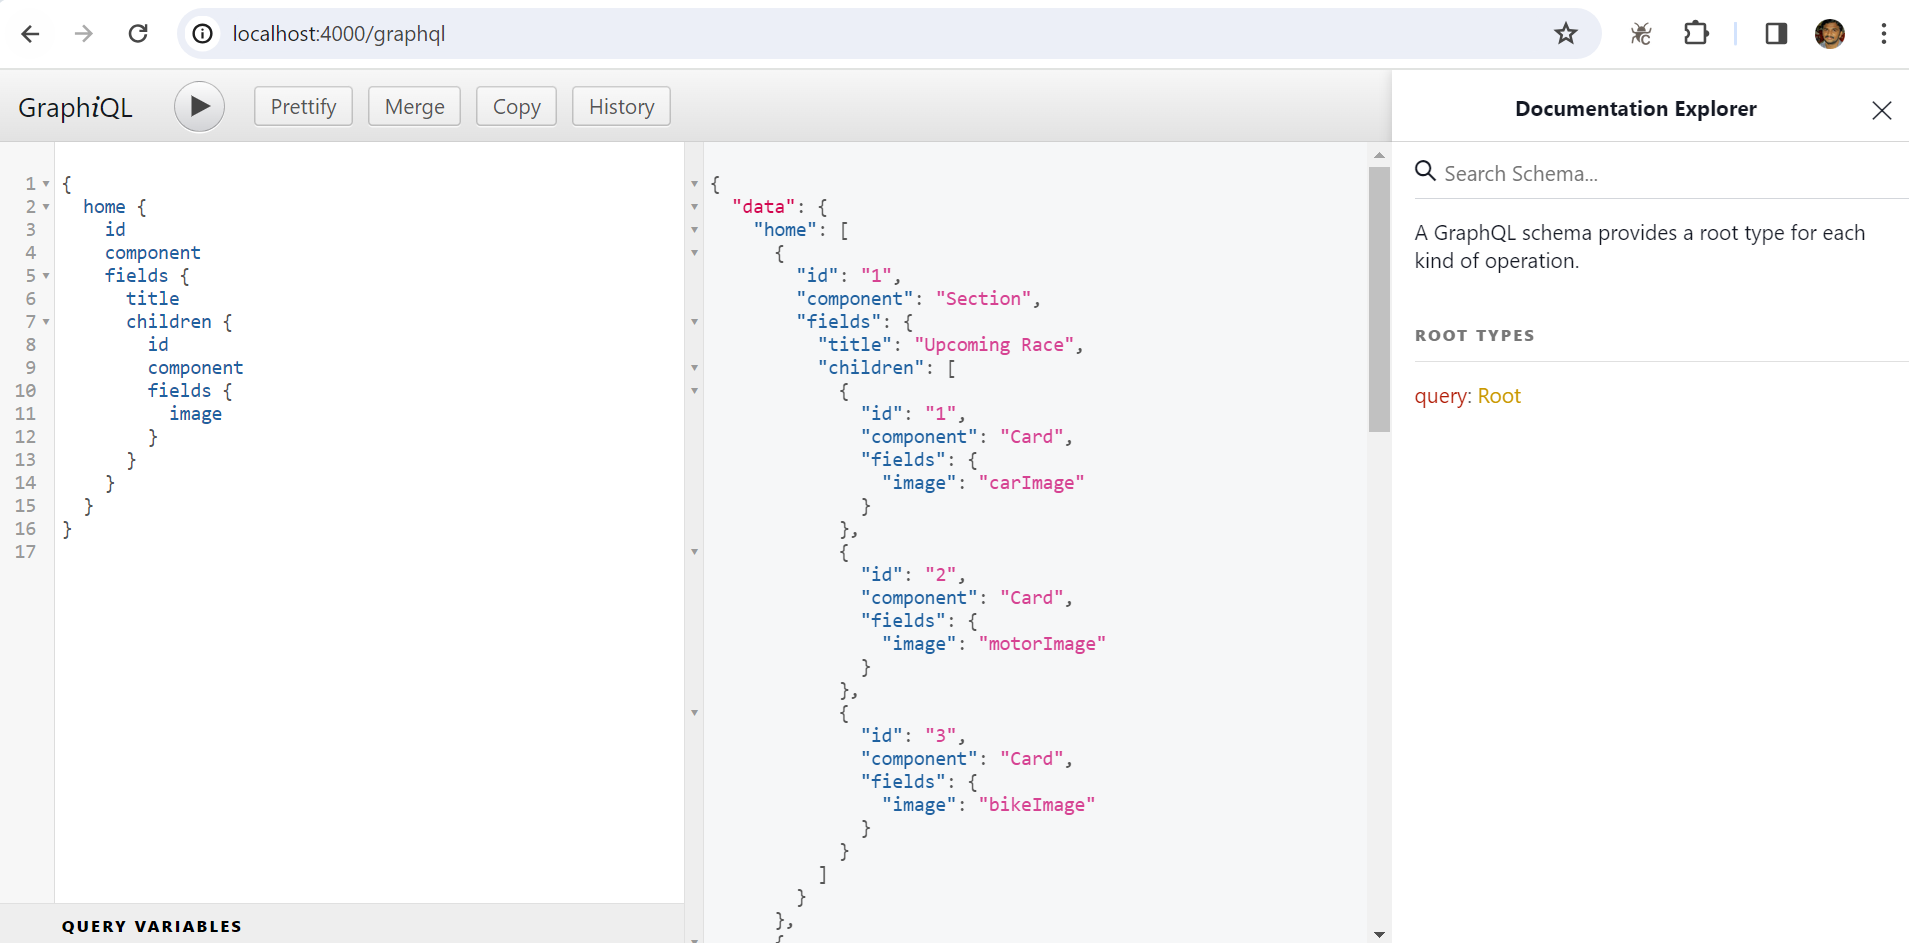 localhost:4000/graphql
GraphiQL Prettify Merge Copy History
1 {
2 home {
3 id
4 component
5 fields {
6 title
7 children {
8 id
9 component
10 fields {
11 image
12 }
13 }
14 }
15 }
16 }
17
QUERY VARIABLES
{
"data": {
"home": [
{
"id": "1",
"component": "Section",
"fields": {
"title": "Upcoming Race",
"children": [
{
"id": "1",
"component": "Card",
"fields": {
"image": "carImage"
}
},
{
"id": "2",
"component": "Card",
"fields": {
"image": "motorImage"
}
},
{
"id": "3",
"component": "Card",
"fields": {
"image": "bikeImage"
}
}
]
}
},
{
Documentation Explorer
Search Schema...
A GraphQL schema provides a root type for each
kind of operation.
ROOT TYPES
query: Root